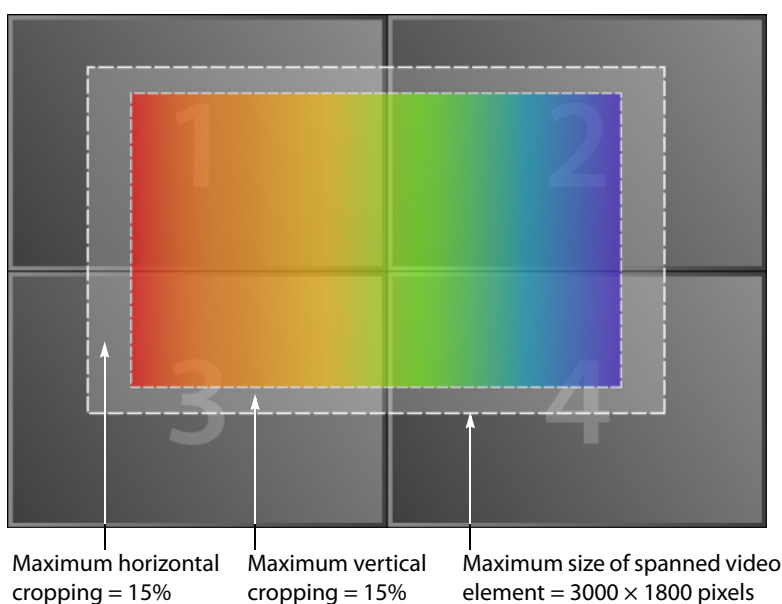 1 2
3 4
Maximum horizontal
cropping = 15%
Maximum vertical
cropping = 15%
Maximum size of spanned video
element = 3000 × 1800 pixels